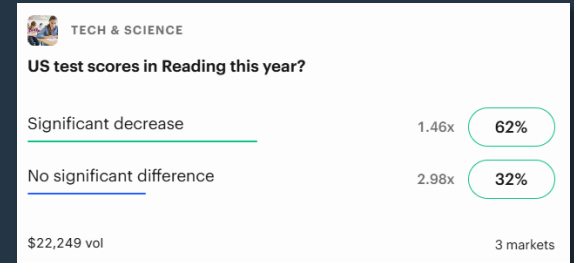 TECH & SCIENCE
US test scores in Reading this year?
Significant decrease 1.46x 62%
No significant difference 2.98x 32%
$22,249 vol 3 markets